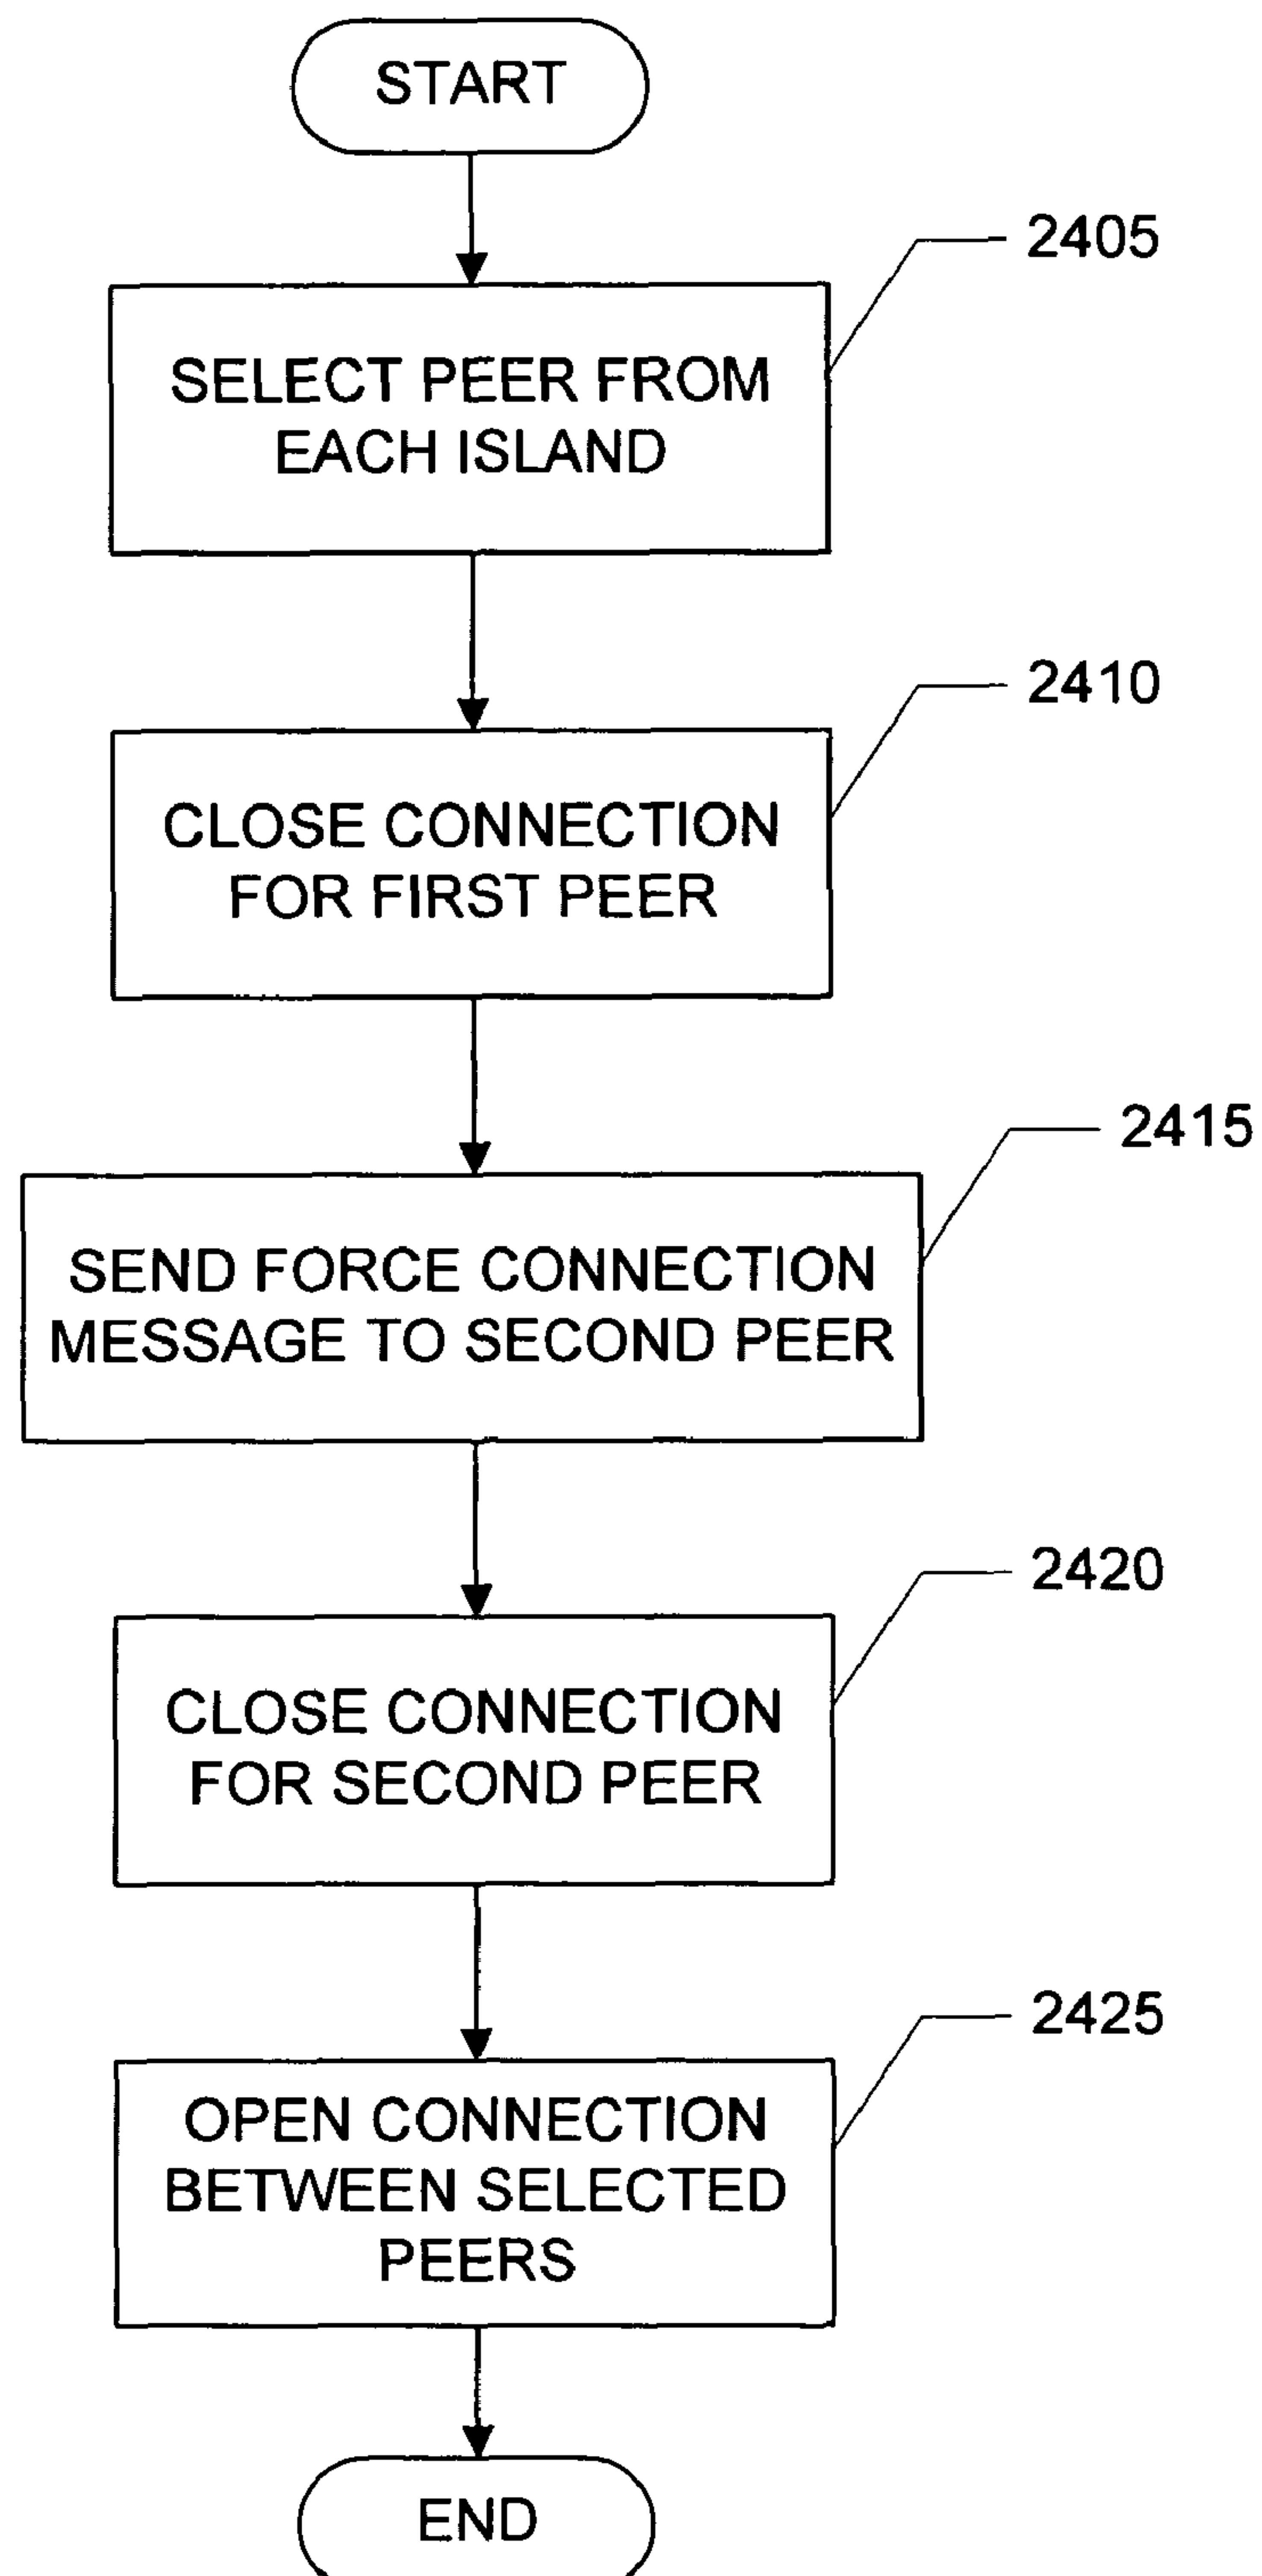 START
2405
SELECT PEER FROM
EACH ISLAND
2410
CLOSE CONNECTION
FOR FIRST PEER
2415
SEND FORCE CONNECTION
MESSAGE TO SECOND PEER
2420
CLOSE CONNECTION
FOR SECOND PEER
2425
OPEN CONNECTION
BETWEEN SELECTED
PEERS
END